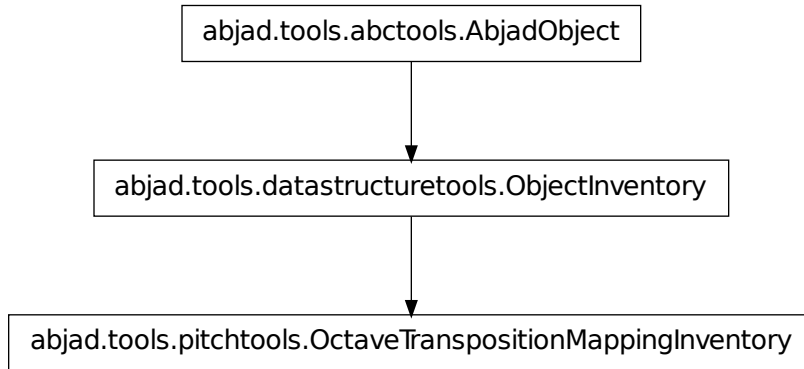 abjad.tools.abctools.AbjadObject
abjad.tools.datastructuretools.ObjectInventory
abjad.tools.pitchtools.OctaveTranspositionMappingInventory